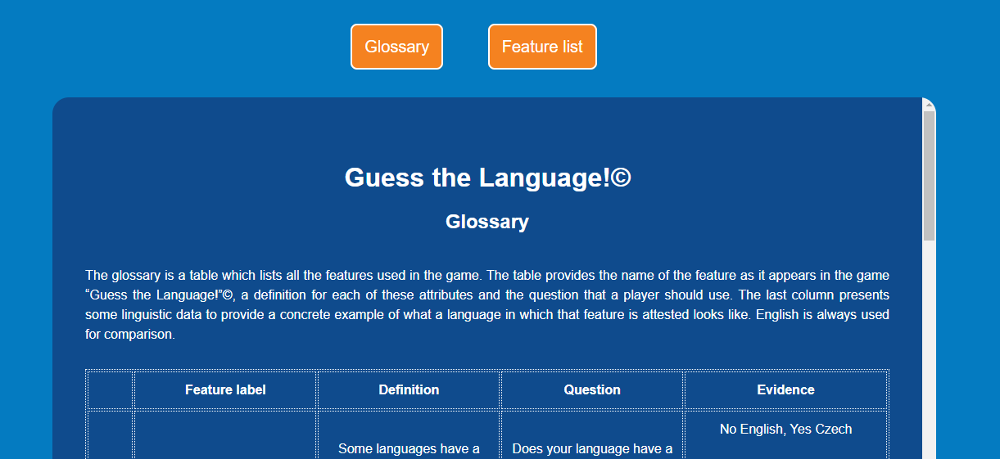 Glossary
Feature list
Guess the Language!©
Glossary
The glossary is a table which lists all the features used in the game. The table provides the name of the feature as it appears in the game
“Guess the Language!”©, a definition for each of these attributes and the question that a player should use. The last column presents
some linguistic data to provide a concrete example of what a language in which that feature is attested looks like. English is always used
for comparison.
Feature label
Definition
Question
Evidence
No English, Yes Czech
Some languages have a
Does your language have a